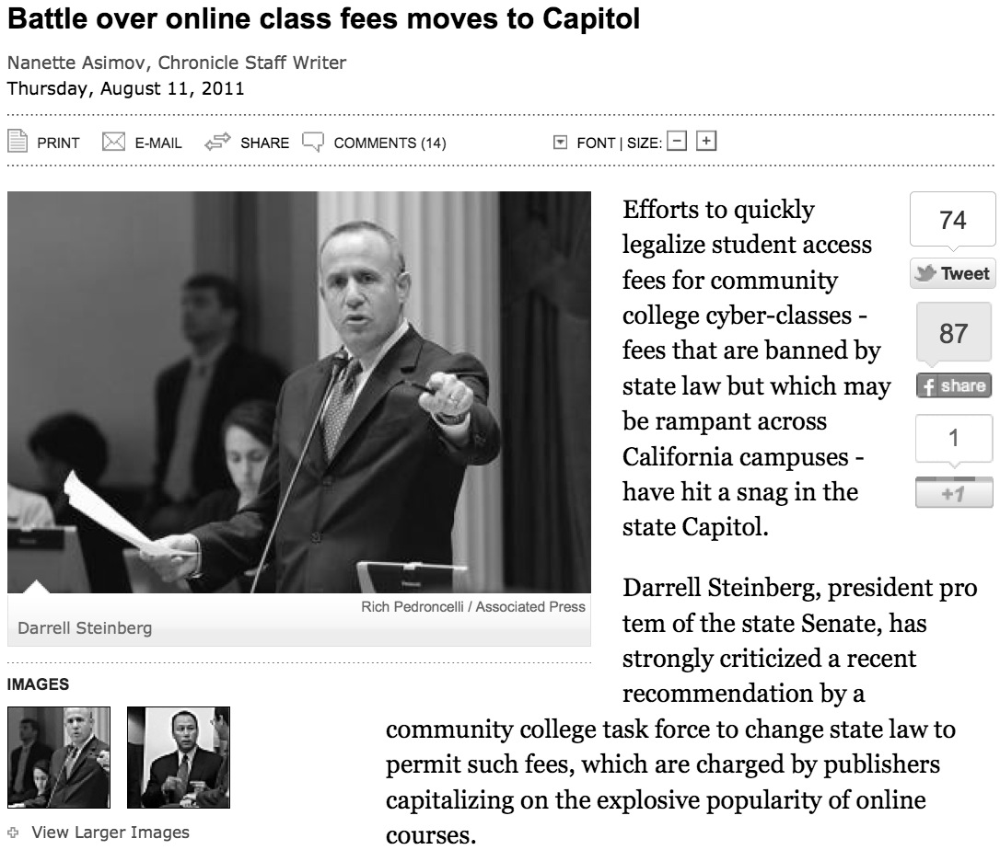 Battle over online class fees moves to Capitol
Nanette Asimov, Chronicle Staff Writer
Thursday, August 11, 2011
PRINT E-MAIL SHARE COMMENTS (14) FONT | SIZE: − +
Efforts to quickly
legalize student access
fees for community
college cyber-classes -
fees that are banned by
state law but which may
be rampant across
California campuses -
have hit a snag in the
state Capitol.
74
Tweet
87
f share
1
+1
Rich Pedroncelli / Associated Press
Darrell Steinberg
Darrell Steinberg, president pro
tem of the state Senate, has
strongly criticized a recent
recommendation by a
community college task force to change state law to
permit such fees, which are charged by publishers
capitalizing on the explosive popularity of online
courses.
IMAGES
View Larger Images